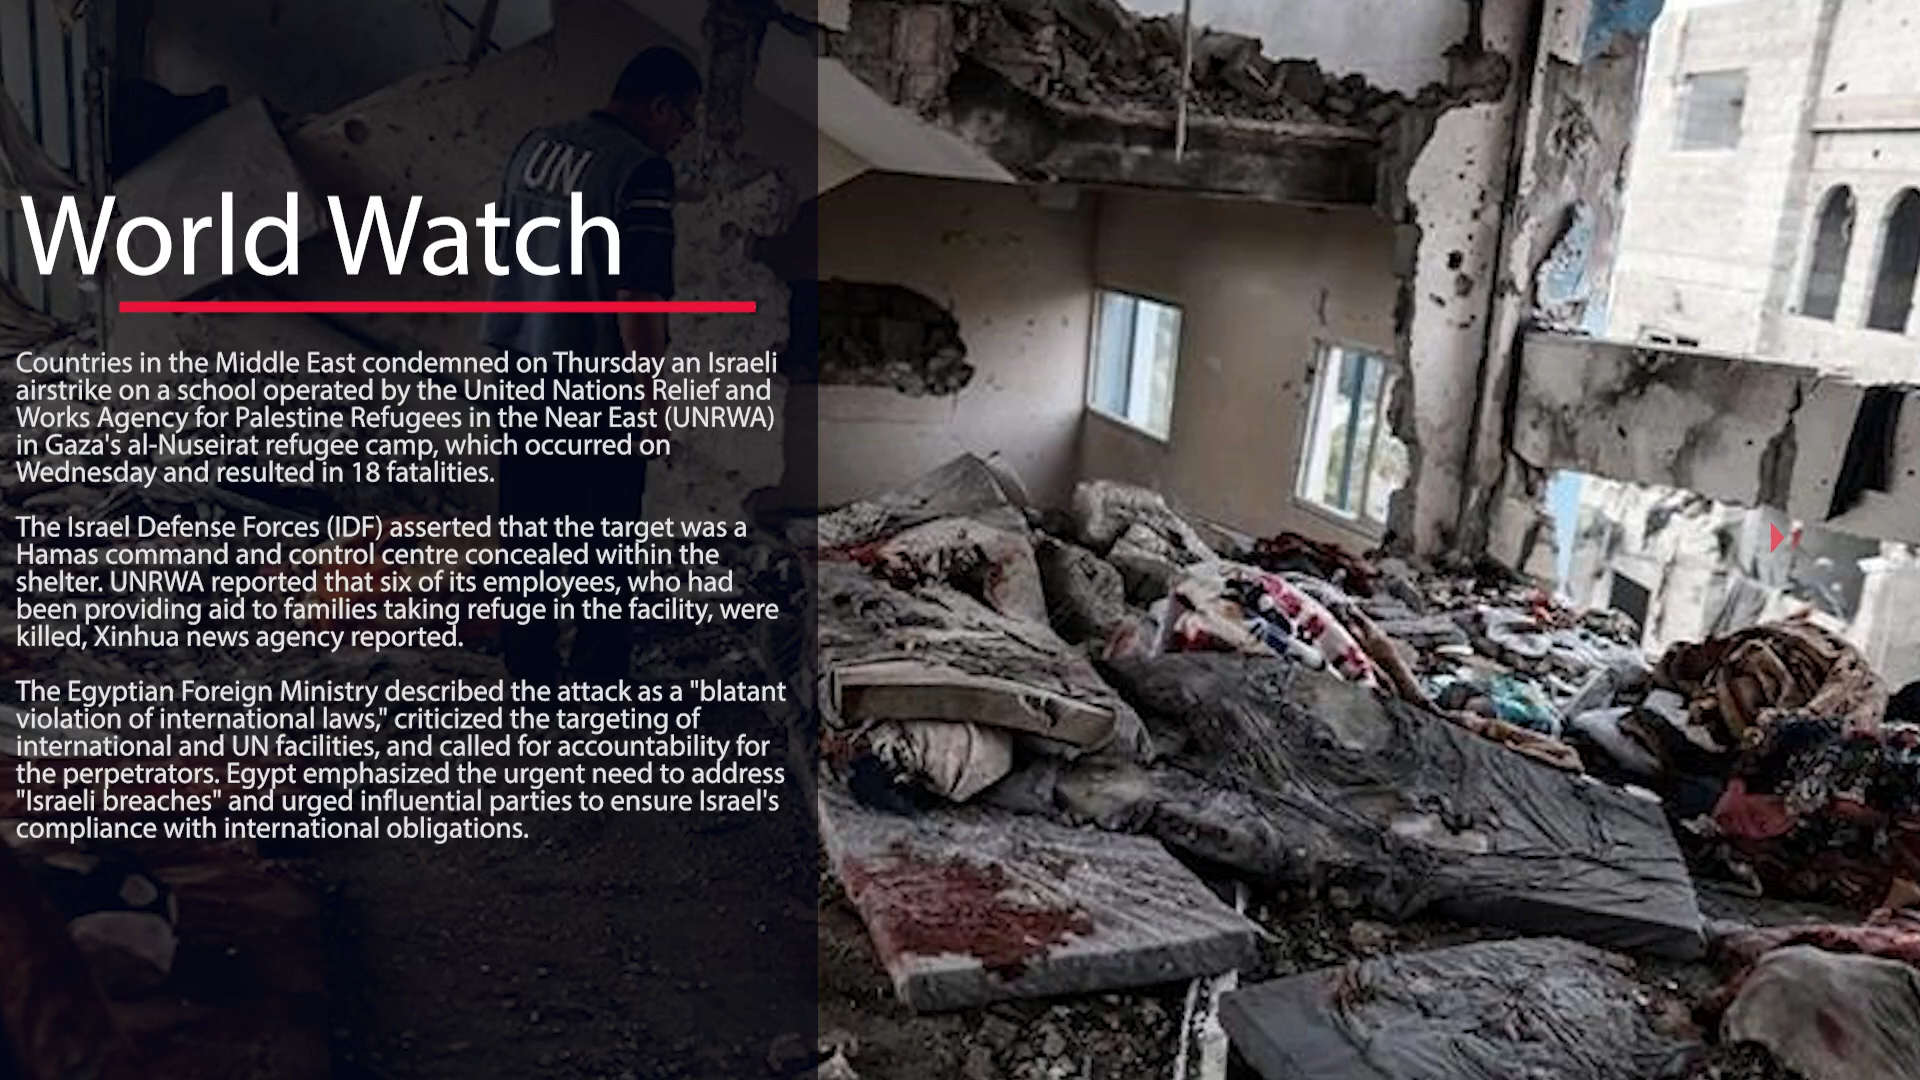 UN
World Watch
Countries in the Middle East condemned on Thursday an Israeli
airstrike on a school operated by the United Nations Relief and
Works Agency for Palestine Refugees in the Near East (UNRWA)
in Gaza's al-Nuseirat refugee camp, which occurred on
Wednesday and resulted in 18 fatalities.
The Israel Defense Forces (IDF) asserted that the target was a
Hamas command and control centre concealed within the
shelter. UNRWA reported that six of its employees, who had
been providing aid to families taking refuge in the facility, were
killed, Xinhua news agency reported.
The Egyptian Foreign Ministry described the attack as a "blatant
violation of international laws," criticized the targeting of
international and UN facilities, and called for accountability for
the perpetrators. Egypt emphasized the urgent need to address
"Israeli breaches" and urged influential parties to ensure Israel's
compliance with international obligations.